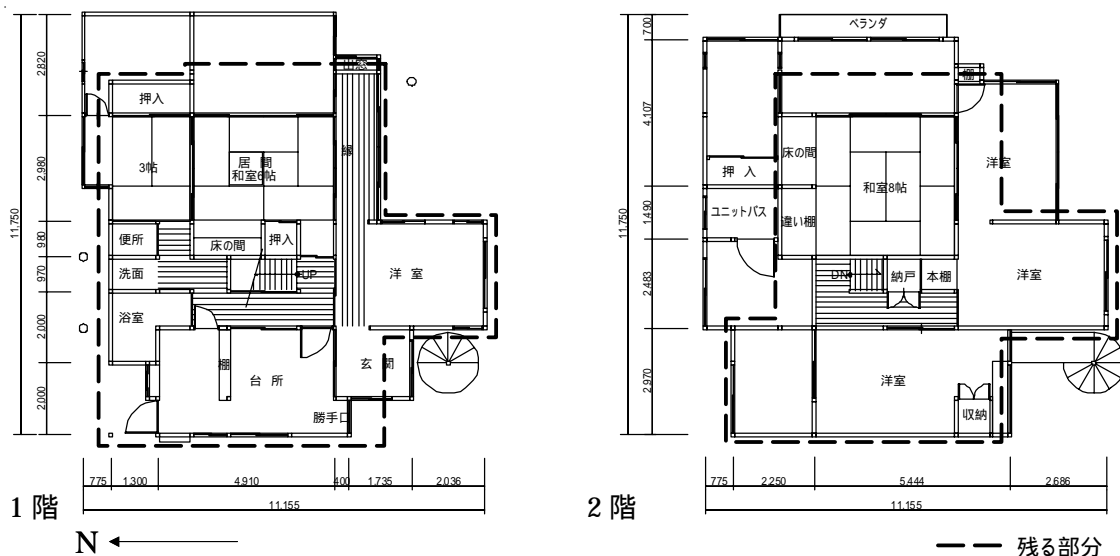 11,750
2,820
2,980
980
970
2,000
2,000
出窓
押入
3帖
居 間
和室6帖
縁
便所
床の間
押入
洗面
UP
洋 室
浴室
棚
台 所
玄 関
勝手口
775
1,300
4,910
400
1,735
2,036
11,155
1階
N
11,750
700
4,107
1,490
2,483
2,970
ベランダ
棚
床の間
洋室
押 入
和室8帖
ユニットバス
違い棚
DN
納戸
本棚
洋室
洋室
収納
775
2,250
5,444
2,686
11,155
2階
残る部分